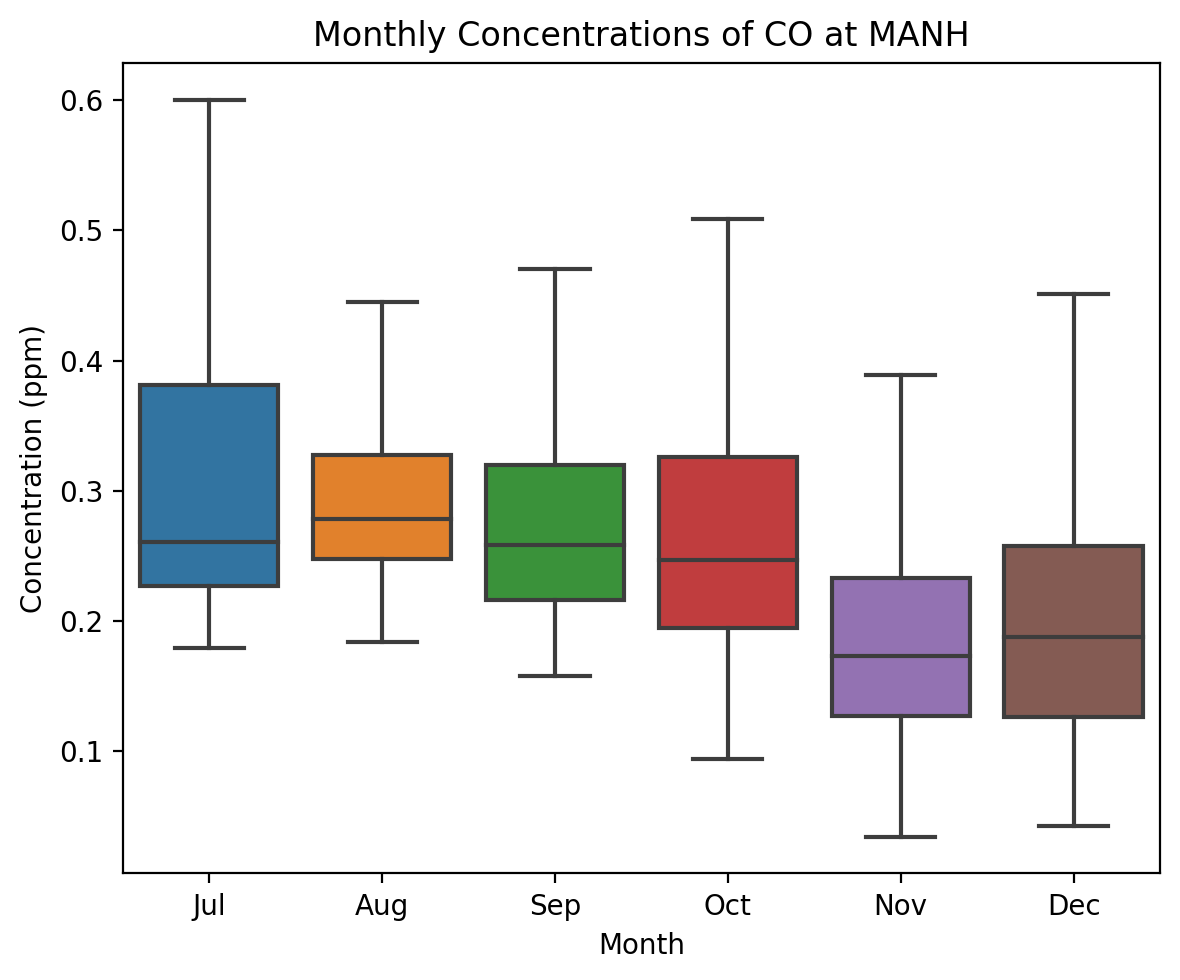 Monthly Concentrations of CO at MANH
Concentration (ppm)
0.6
0.5
0.4
0.3
0.2
0.1
Jul Aug Sep Oct Nov Dec
Month